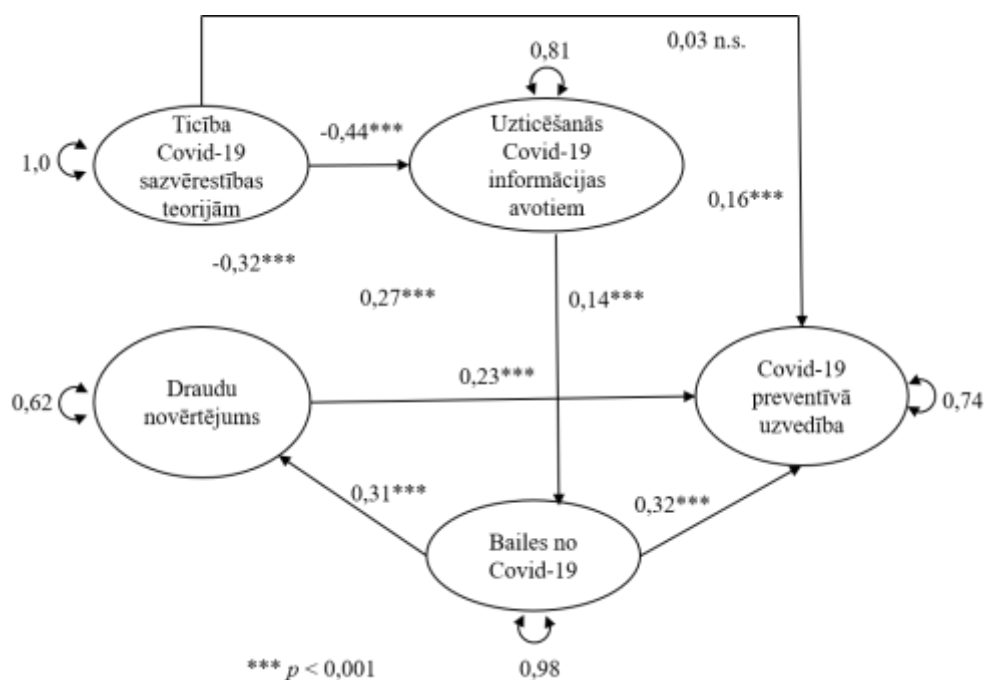 0,03 n.s.
0,81
Ticība
Covid-19
sazvērestības
teorijām
1,0
-0,44***
Uzticēšanās
Covid-19
informācijas
avotiem
0,16***
-0,32***
0,27***
0,14***
Draudu
novērtējums
0,62
0,23***
Covid-19
preventīvā
uzvedība
0,74
0,31***
0,32***
Bailes no
Covid-19
*** p < 0,001
0,98